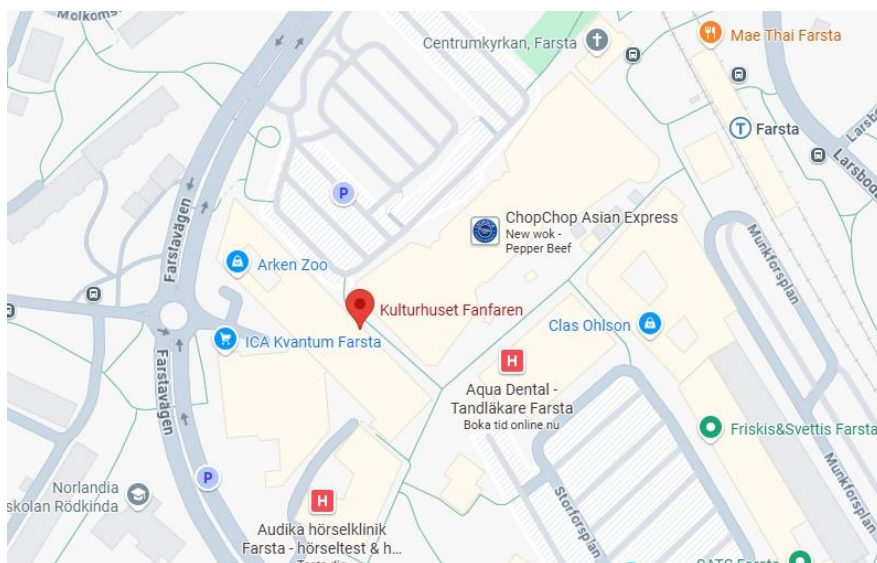 Molkoms
Centrumkyrkan, Farsta
Mae Thai Farsta
T
Farsta
Larsbo
Larsboda
P
Farstavägen
ChopChop Asian Express
New wok -
Pepper Beef
Munkforsplan
Arken Zoo
Kulturhuset Fanfaren
Clas Ohlson
ICA Kvantum Farsta
H
Aqua Dental -
Tandläkare Farsta
Boka tid online nu
Farstavägen
Friskis&Svettis Farsta
P
Norlandia
skolan Rödkinda
H
Audika hörselklinik
Farsta - hörseltest & h...
Storforsplan
Munkforsplan
SATS Farsta